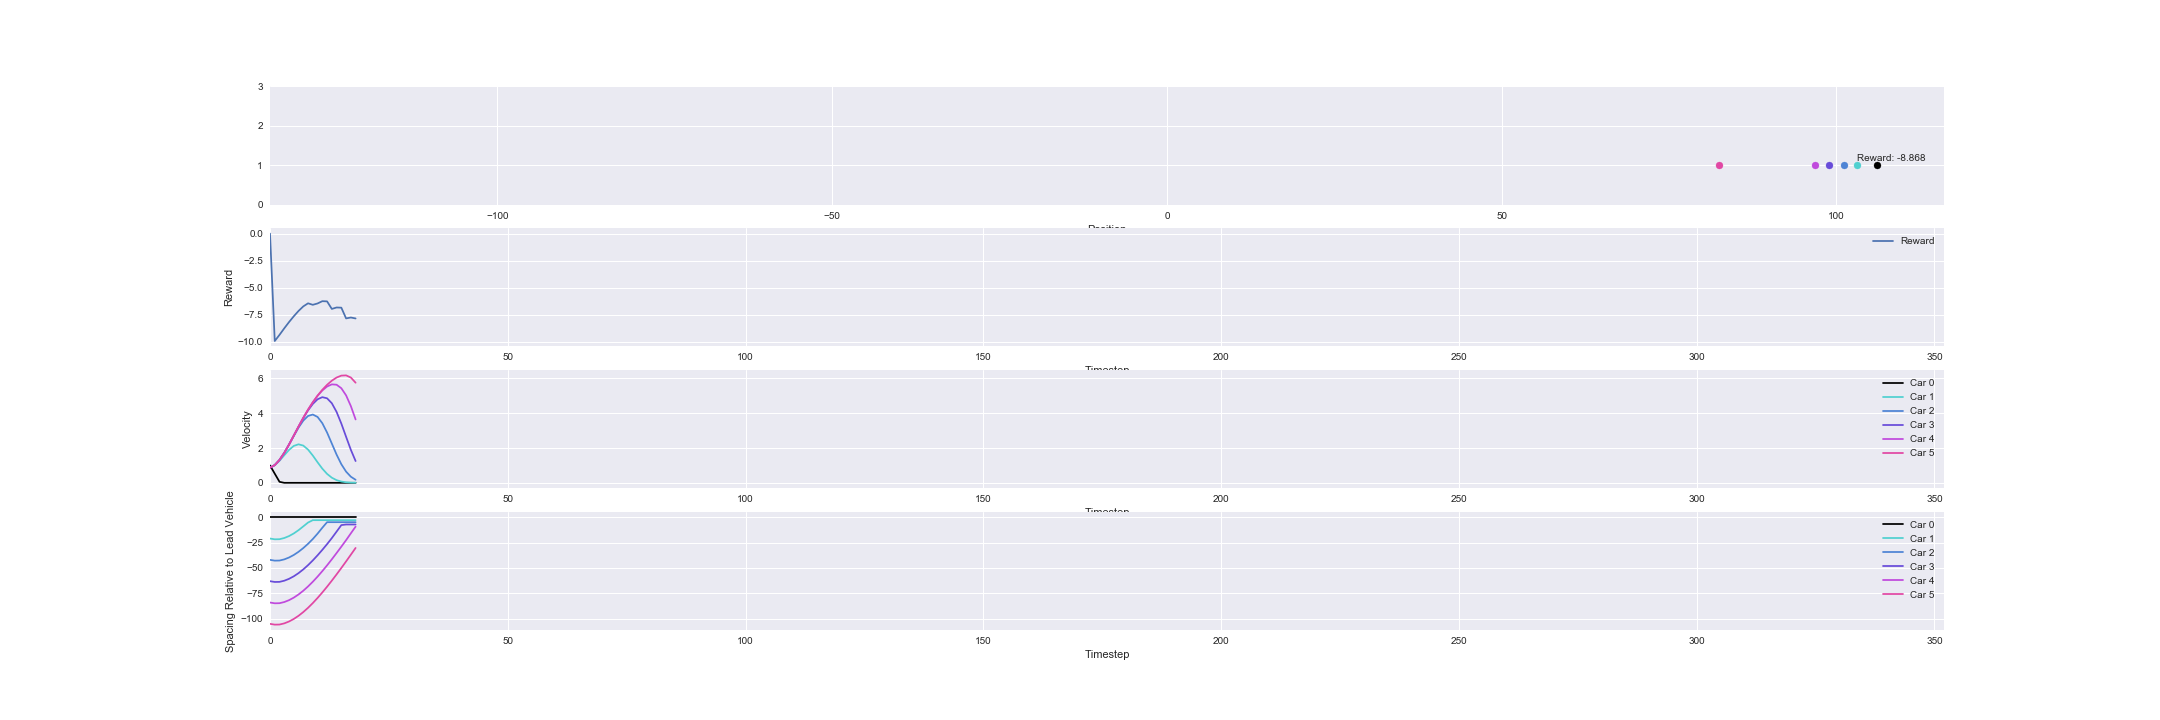 3
2
1
0
Reward: -8.868
−100
−50
0
50
100
Position
Reward
0.0
−2.5
−5.0
−7.5
−10.0
Reward
0
50
100
150
200
250
300
350
Timestep
Velocity
6
4
2
0
Car 0
Car 1
Car 2
Car 3
Car 4
Car 5
0
50
100
150
200
250
300
350
Timestep
Spacing Relative to Lead Vehicle
0
−25
−50
−75
−100
Car 0
Car 1
Car 2
Car 3
Car 4
Car 5
0
50
100
150
200
250
300
350
Timestep